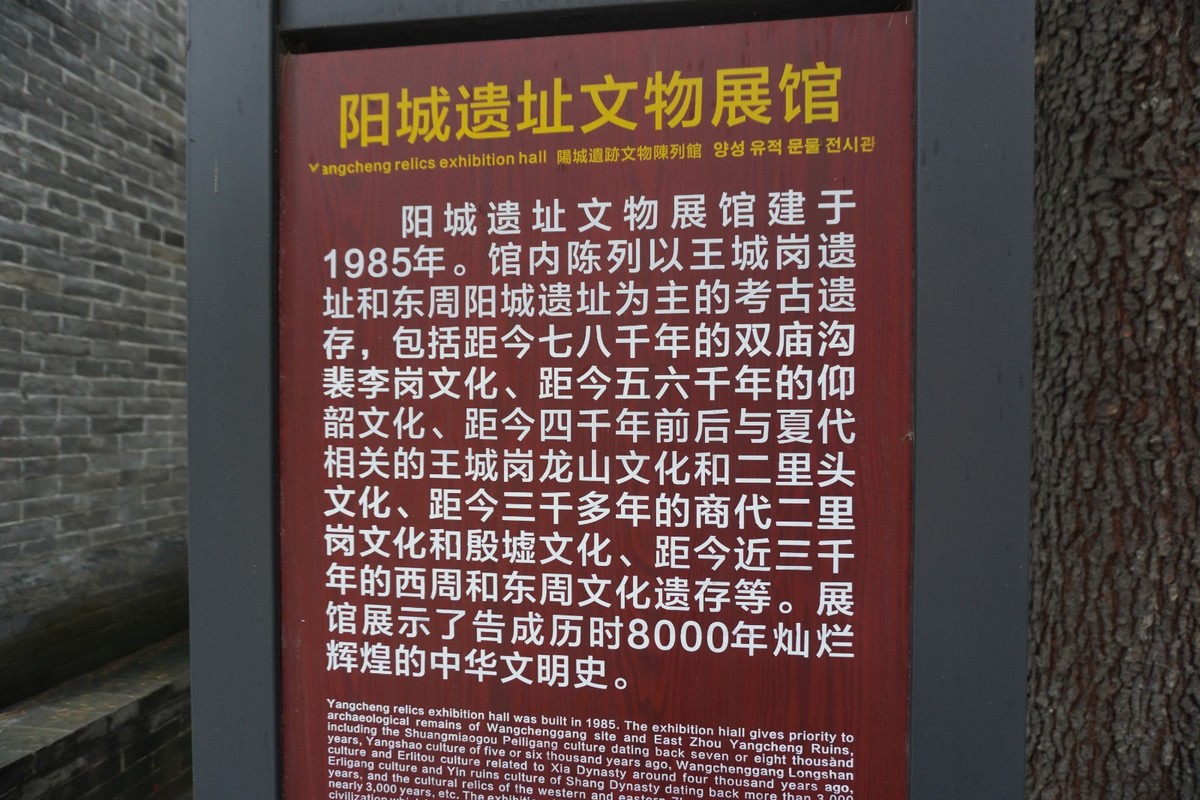 阳城遗址文物展馆
Yangcheng relics exhibition hall 陽城遺跡文物陳列館 양성 유적 문물 전시관
阳城遗址文物展馆建于
1985年。馆内陈列以王城岗遗
址和东周阳城遗址为主的考古遗
存，包括距今七八千年的双庙沟
裴李岗文化、距今五六千年的仰
韶文化、距今四千年前后与夏代
相关的王城岗龙山文化和二里头
文化、距今三千多年的商代二里
岗文化和殷墟文化、距今近三千
年的西周和东周文化遗存等。展
馆展示了告成历时8000年灿烂
辉煌的中华文明史。
Yangcheng relics exhibition hall was built in 1985. The exhibition hiall gives priority to
archaeological remains of Wangchenggang site and East Zhou Yangcheng Ruins,
including the Shuangmiaogou Peiligang culture dating back seven or eight thousand
years, Yangshao culture of five or six thousand years ago, Wangchenggang Longshan
culture and Erlitou culture related to Xia Dynasty around four thousand years ago,
Erligang culture and Yin ruins culture of Shang Dynasty dating back more than 3,000
years, and the cultural relics of the western and eastern
nearly 3,000 years, etc. The